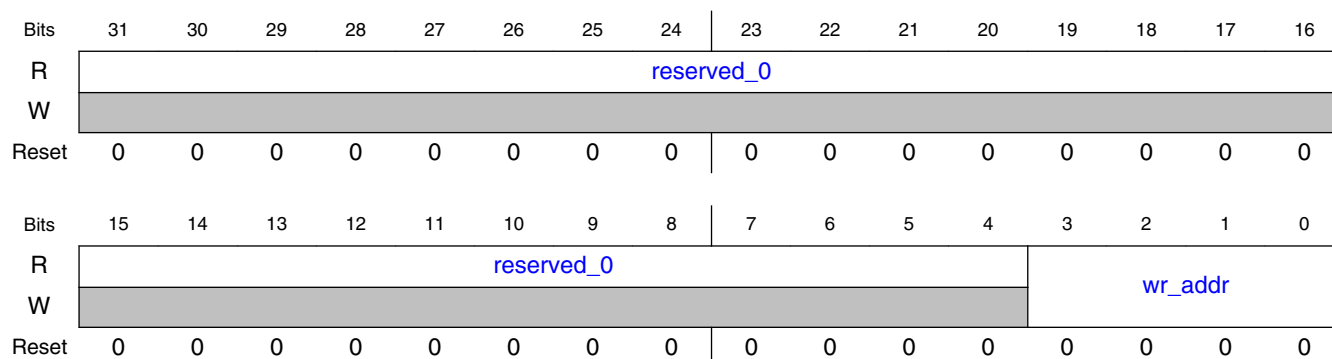 Bits 31 30 29 28 27 26 25 24 23 22 21 20 19 18 17 16
R reserved_0
W
Reset 0 0 0 0 0 0 0 0 0 0 0 0 0 0 0 0
Bits 15 14 13 12 11 10 9 8 7 6 5 4 3 2 1 0
R reserved_0
wr_addr
W
Reset 0 0 0 0 0 0 0 0 0 0 0 0 0 0 0 0